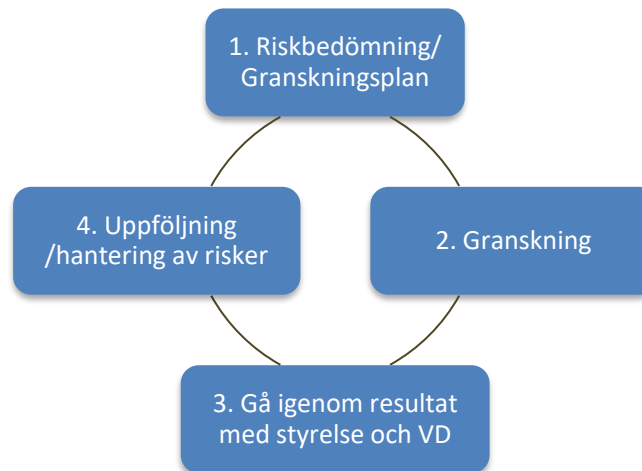 1. Riskbedömning/
Granskningsplan
2. Granskning
3. Gå igenom resultat
med styrelse och VD
4. Uppföljning
/hantering av risker